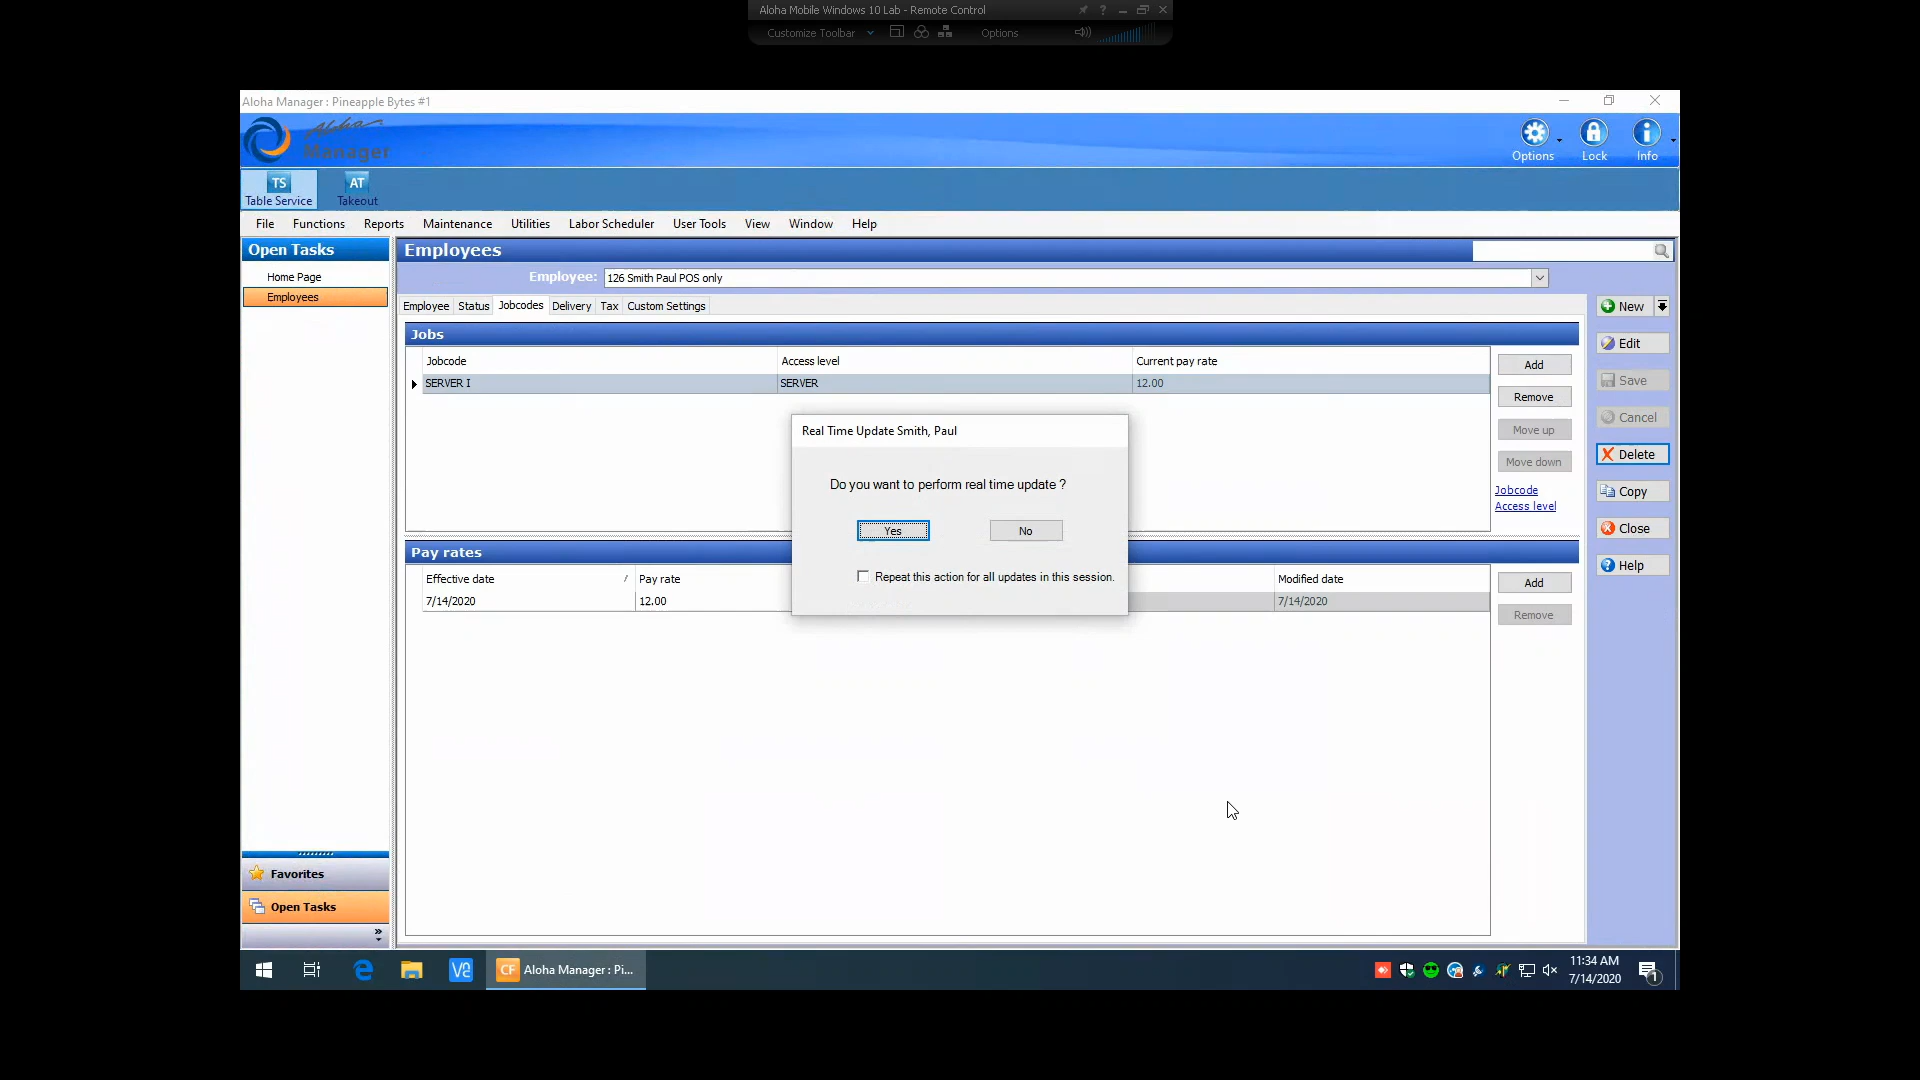 Aloha Mobile Windows 10 Lab - Remote Control
Customize Toolbar
Options
Aloha Manager : Pineapple Bytes #1
Aloha
Manager
Options
Lock
Info
TS
Table Service
AT
Takeout
File Functions Reports Maintenance Utilities Labor Scheduler User Tools View Window Help
Open Tasks
Home Page
Employees
Favorites
Open Tasks
Employees
Employee: 126 Smith Paul POS only
Employee Status Jobcodes Delivery Tax Custom Settings
Jobs
Jobcode Access level Current pay rate
SERVER I SERVER 12.00
Add
Remove
Move up
Move down
Jobcode
Access level
Real Time Update Smith, Paul
Do you want to perform real time update ?
Yes No
Repeat this action for all updates in this session.
Pay rates
Effective date / Pay rate Modified date
7/14/2020 12.00 7/14/2020
Add
Remove
New
Edit
Save
Cancel
Delete
Copy
Close
Help
CF Aloha Manager : Pi...
11:34 AM
7/14/2020
1